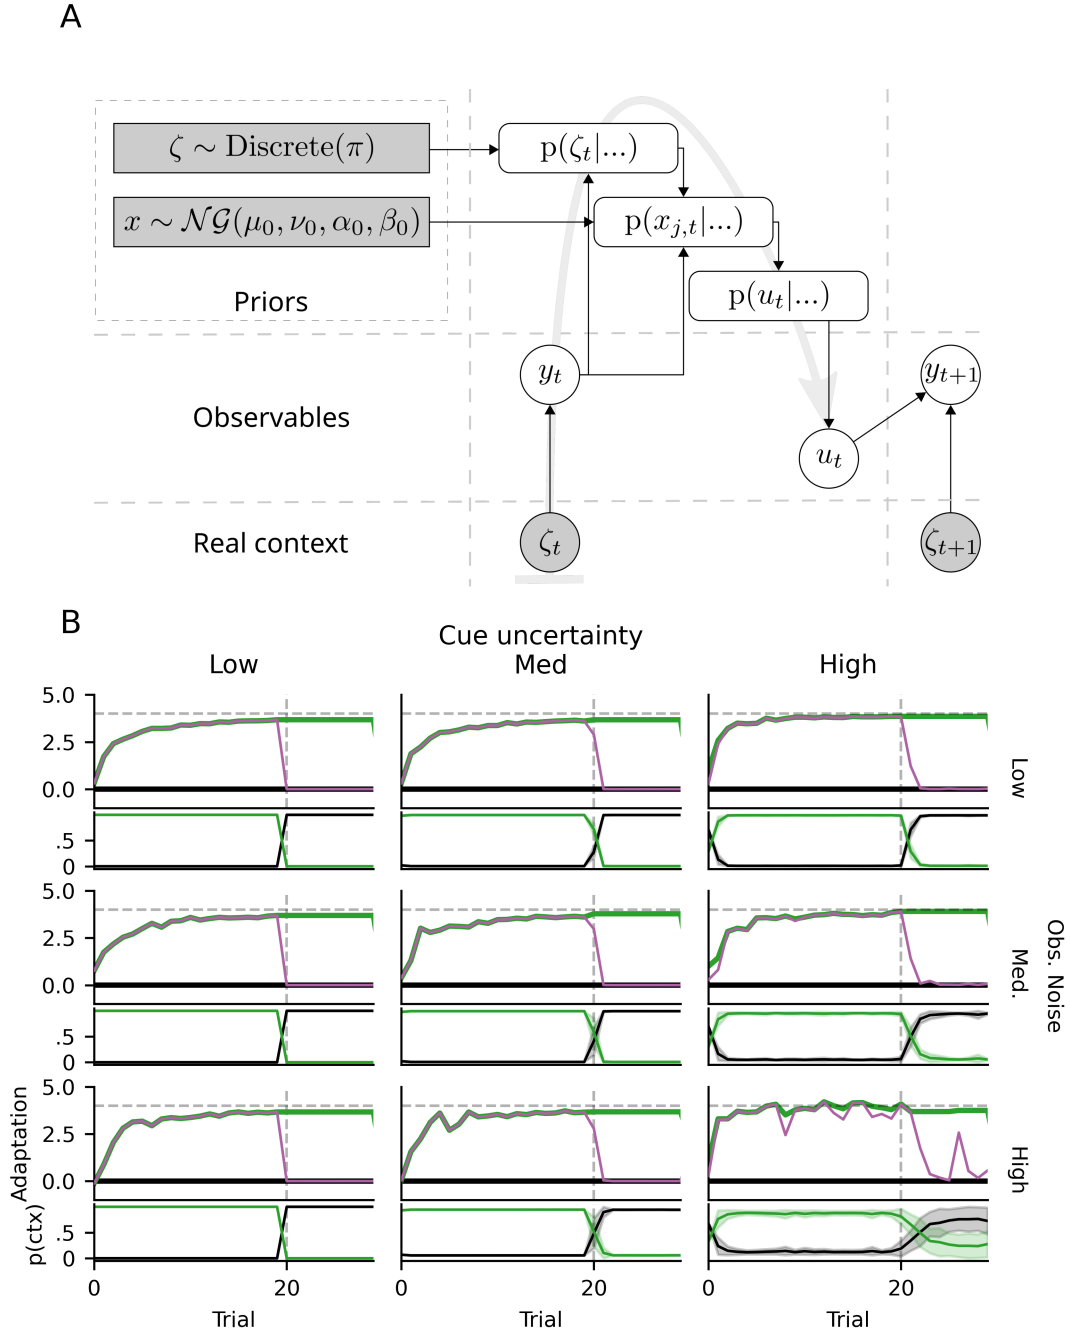 A
ζ ∼ Discrete(π)
p(ζt|...)
x ∼ 𝒩𝒢(μ0, ν0, α0, β0)
p(xj,t|...)
p(ut|...)
Priors
yt
yt+1
Observables
ut
Real context
ζt
ζt+1
B
Cue uncertainty
Low
Med
High
5.0
2.5
0.0
Low
.5
0
5.0
2.5
0.0
Med.
Obs. Noise
.5
0
5.0
2.5
0.0
Adaptation
High
.5
0
p(ctx)
0
20
0
20
0
20
Trial
Trial
Trial